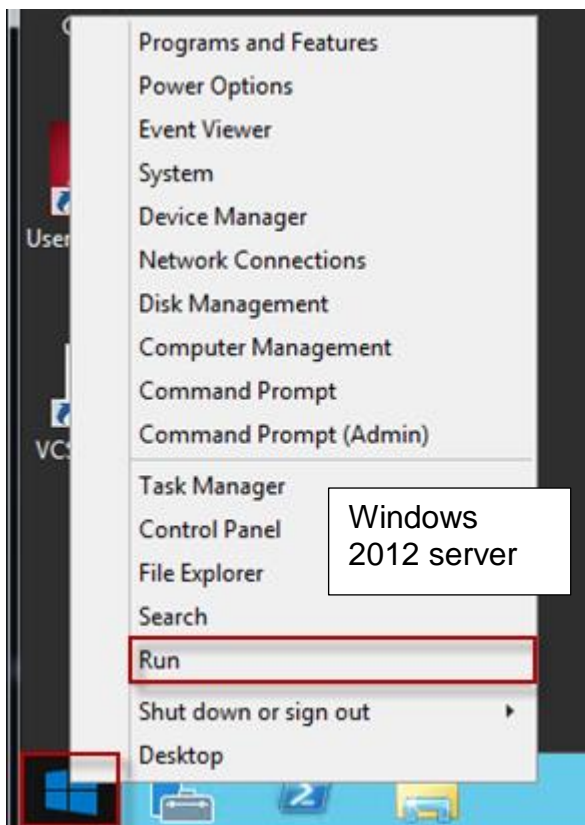 Programs and Features
Power Options
Event Viewer
System
Device Manager
Network Connections
Disk Management
Computer Management
Command Prompt
Command Prompt (Admin)
Task Manager
Control Panel
File Explorer
Search
Run
Shut down or sign out
Desktop
Windows
2012 server
User